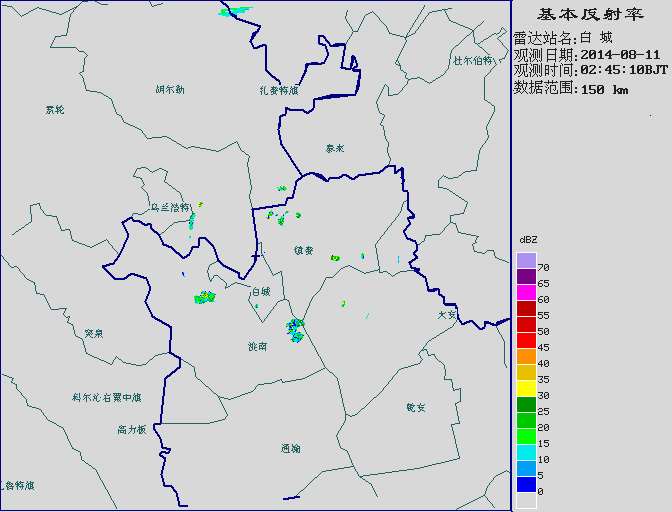 基本反射率
雷达站名:白 城
观测日期:2014-08-11
观测时间:02:45:10BJT
数据范围:150 km
杜尔伯特
胡尔勒
扎赉特旗
索轮
泰来
乌兰浩特
镇赉
白城
大安
突泉
洮南
科尔沁右翼中旗
乾安
高力板
通榆
鲁特旗
dBZ
70
65
60
55
50
45
40
35
30
25
20
15
10
5
0